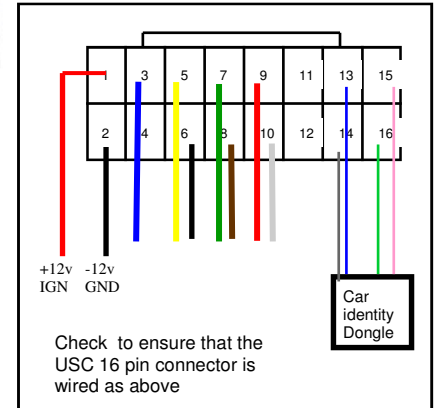 1 3 5 7 9 11 13 15
2 4 6 8 10 12 14 16
+12v -12v
IGN GND
Car
identity
Dongle
Check to ensure that the
USC 16 pin connector is
wired as above